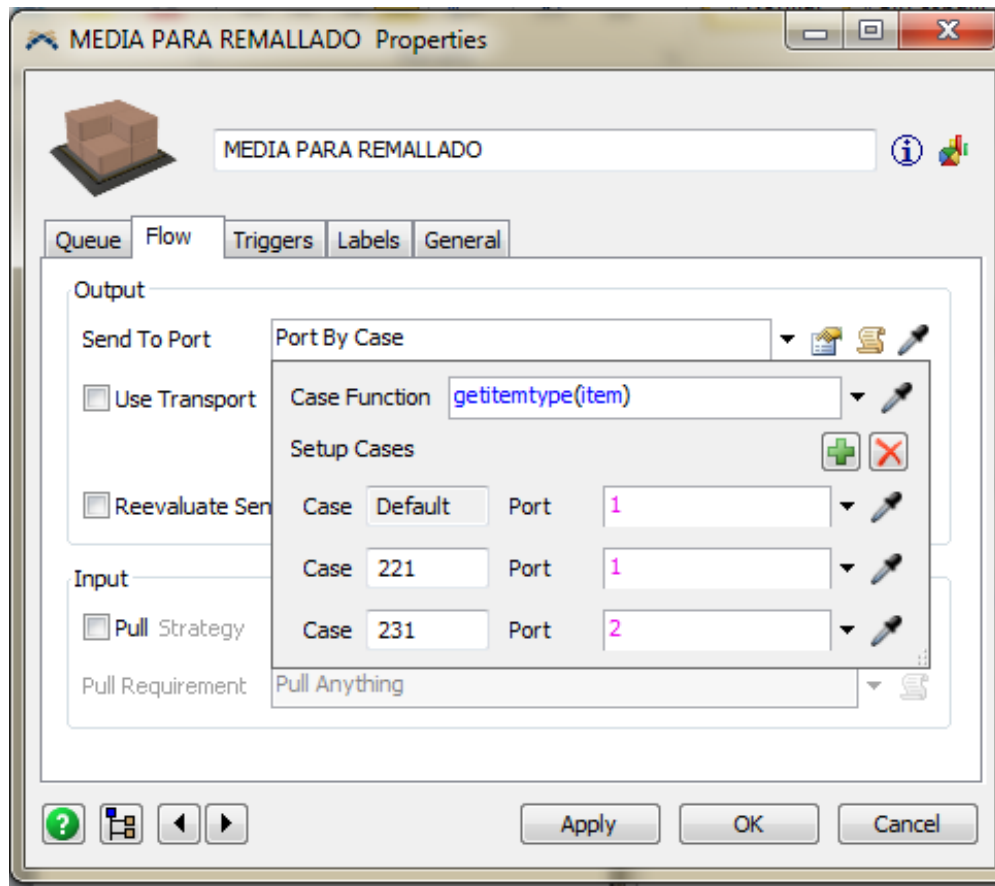 MEDIA PARA REMALLADO Properties
MEDIA PARA REMALLADO
Queue Flow Triggers Labels General
Output
Send To Port Port By Case
Use Transport Case Function getitemtype(item)
Setup Cases
Reevaluate Sen Case Default Port 1
Input Case 221 Port 1
Pull Strategy Case 231 Port 2
Pull Requirement Pull Anything
Apply OK Cancel